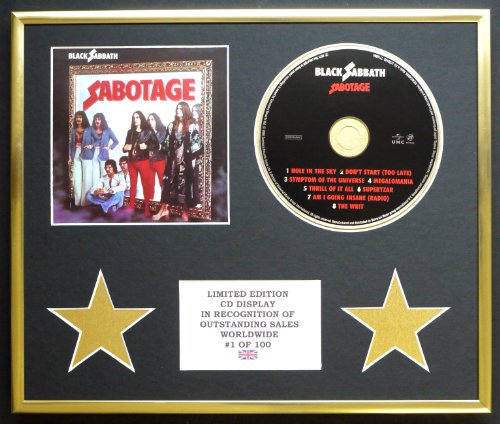 BLACK SABBATH
SABOTAGE
BLACK SABBATH
SABOTAGE
UMC
1 HOLE IN THE SKY 2 DON'T START (TOO LATE)
3 SYMPTOM OF THE UNIVERSE 4 MEGALOMANIA
5 THRILL OF IT ALL 6 SUPERTZAR
7 AM I GOING INSANE (RADIO)
8 THE WRIT
LIMITED EDITION
CD DISPLAY
IN RECOGNITION OF
OUTSTANDING SALES
WORLDWIDE
#1 OF 100